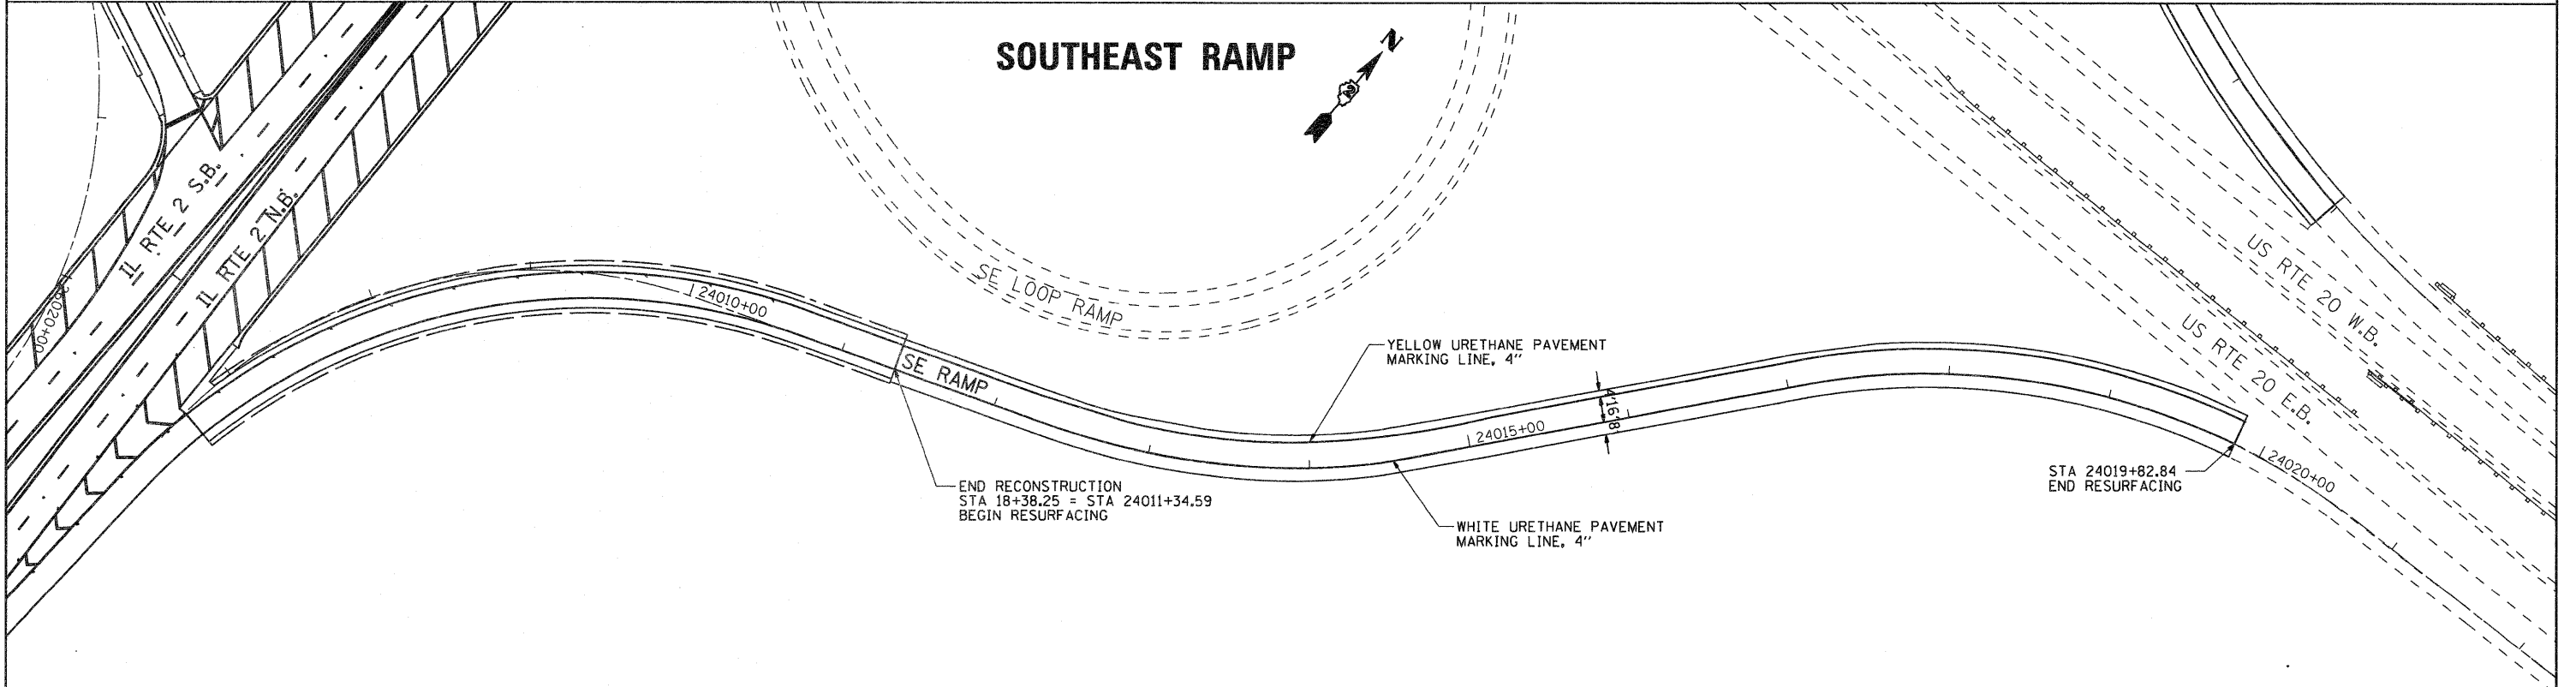 SOUTHEAST RAMP
N
IL RTE 2 S.B.
IL RTE 2 N.B.
26020+00
24010+00
SE LOOP RAMP
SE RAMP
YELLOW URETHANE PAVEMENT
MARKING LINE, 4"
4' 16' 8'
24015+00
US RTE 20 W.B.
US RTE 20 E.B.
24020+00
STA 24019+82.84
END RESURFACING
END RECONSTRUCTION
STA 18+38.25 = STA 24011+34.59
BEGIN RESURFACING
WHITE URETHANE PAVEMENT
MARKING LINE, 4"